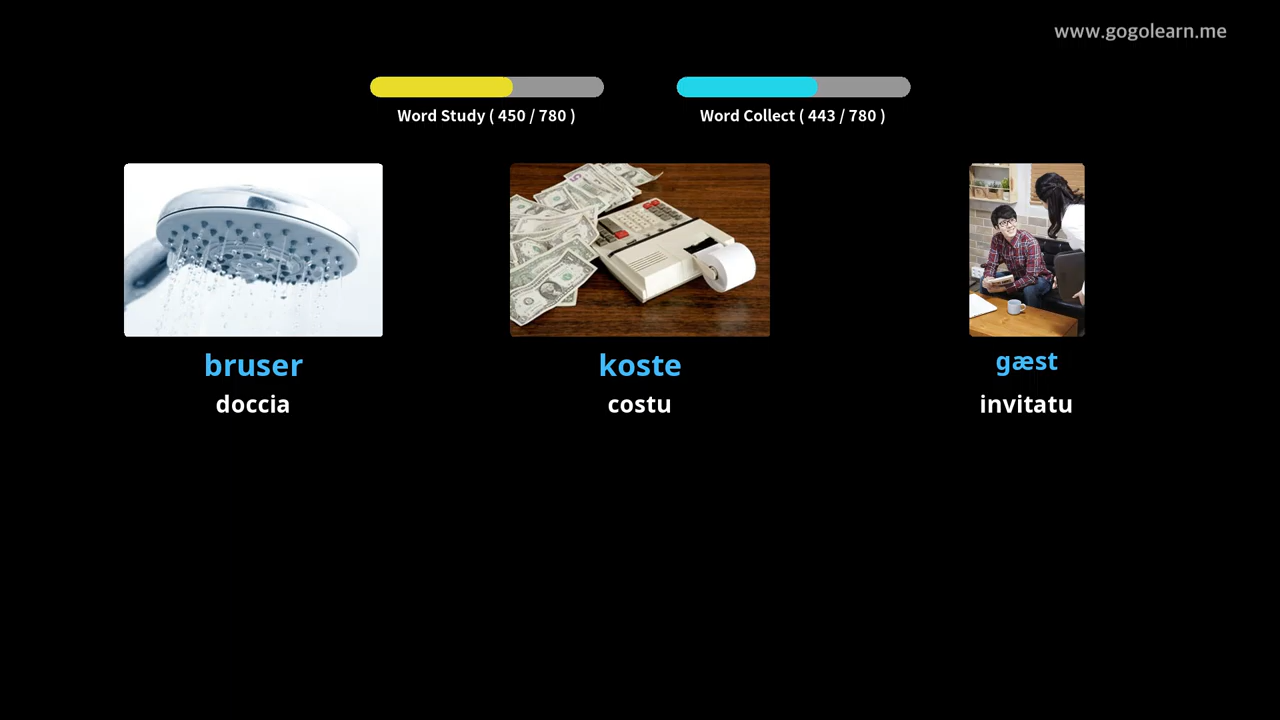 www.gogolearn.me
Word Study ( 450 / 780 )
Word Collect ( 443 / 780 )
bruser
doccia
koste
costu
gæst
invitatu